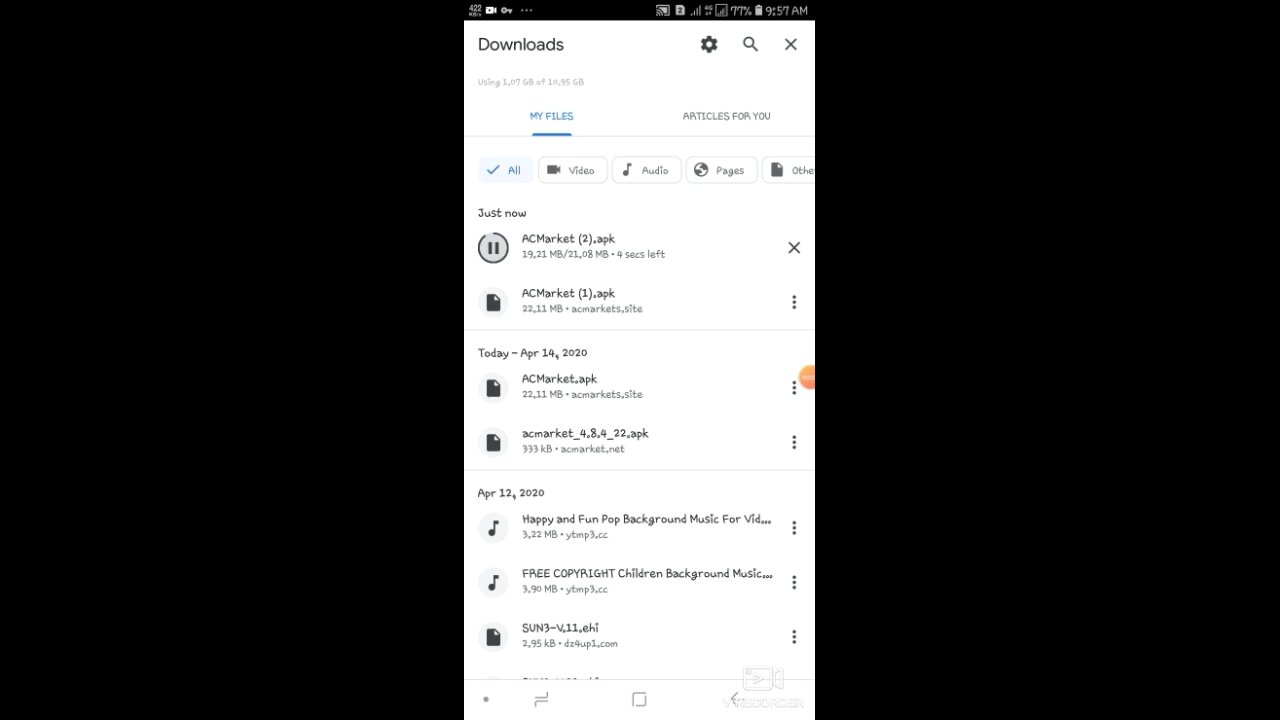 422
KB/s
4G
2
77% 9:57 AM
Downloads
Using 1.07 GB of 10.95 GB
MY FILES
ARTICLES FOR YOU
All
Video
Audio
Pages
Othe
Just now
ACMarket (2).apk
19.21 MB/21.08 MB • 4 secs left
ACMarket (1).apk
22.11 MB • acmarkets.site
Today – Apr 14, 2020
ACMarket.apk
22.11 MB • acmarkets.site
acmarket_4.8.4_22.apk
333 kB • acmarket.net
Apr 12, 2020
Happy and Fun Pop Background Music For Vid...
3.22 MB • ytmp3.cc
FREE COPYRIGHT Children Background Music...
3.90 MB • ytmp3.cc
SUN3-V.11.ehi
2.95 kB • dz4up1.com
VRECORDER